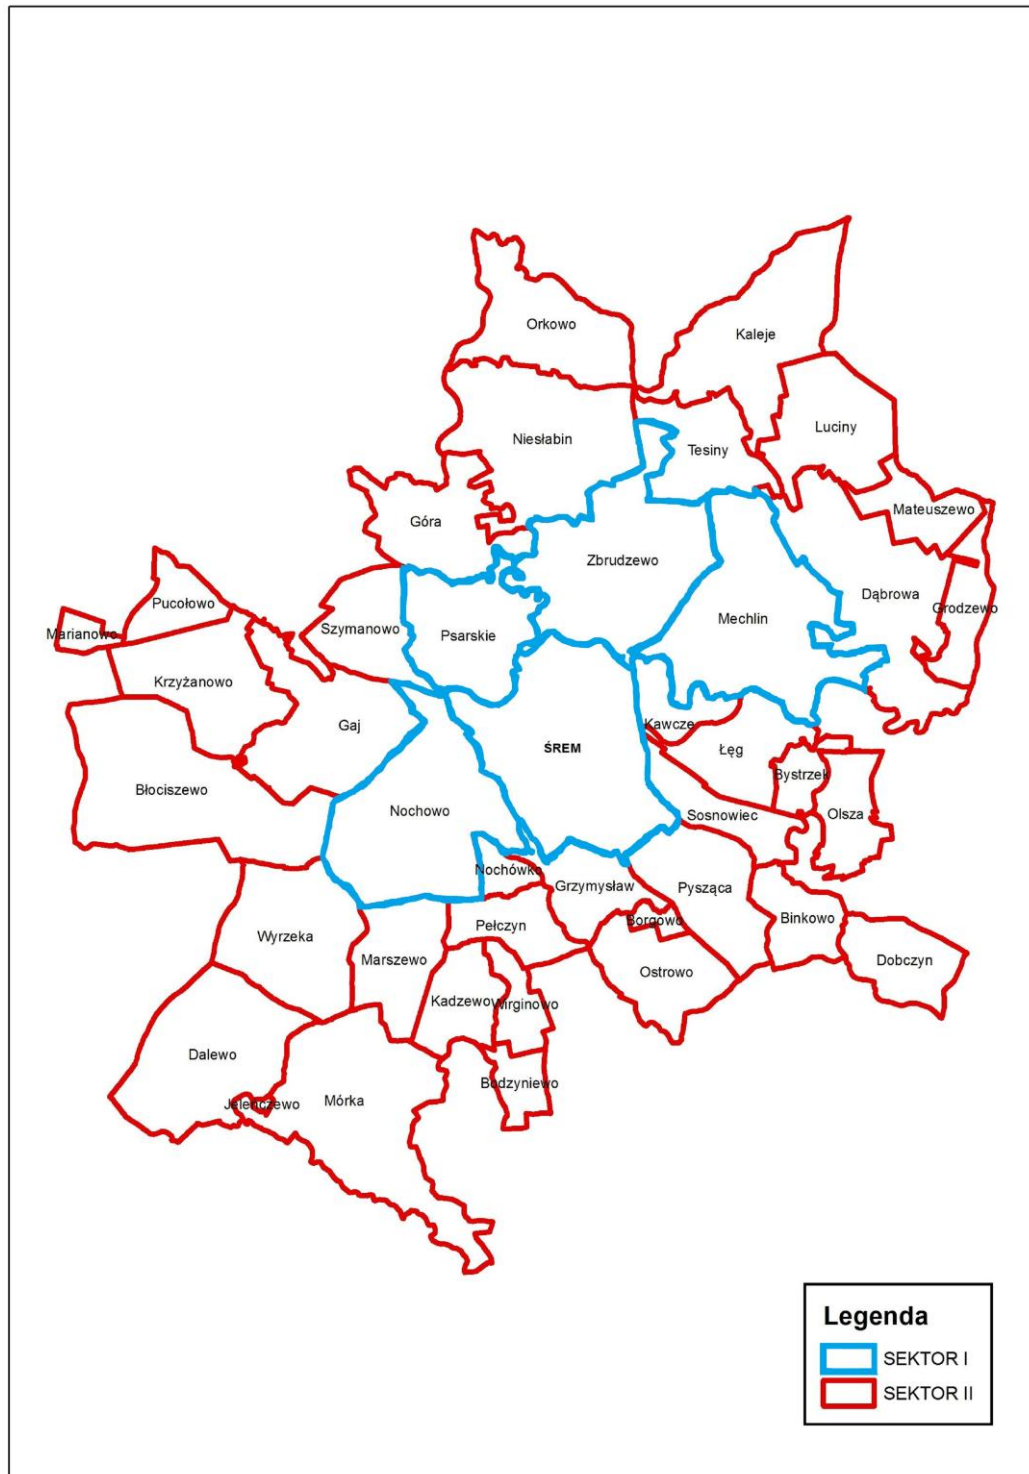 Orkowo
Kaleje
Niesłabin
Luciny
Tesiny
Góra
Mateuszewo
Zbrudzewo
Dąbrowa
Pucołowo
Grodzewo
Mechlin
Szymanowo
Marianowo
Psarskie
Krzyżanowo
Kawcze
Gaj
ŚREM
Łęg
Bystrzek
Błociszewo
Nochowo
Sosnowiec
Olsza
Nochówko
Grzymysław
Pysząca
Borgowo
Binkowo
Pełczyn
Wyrzeka
Marszewo
Dobczyn
Ostrowo
Kadzewo
Wirginowo
Dalewo
Bodzyniewo
Mórka
Jeleńczewo
Legenda
SEKTOR I
SEKTOR II